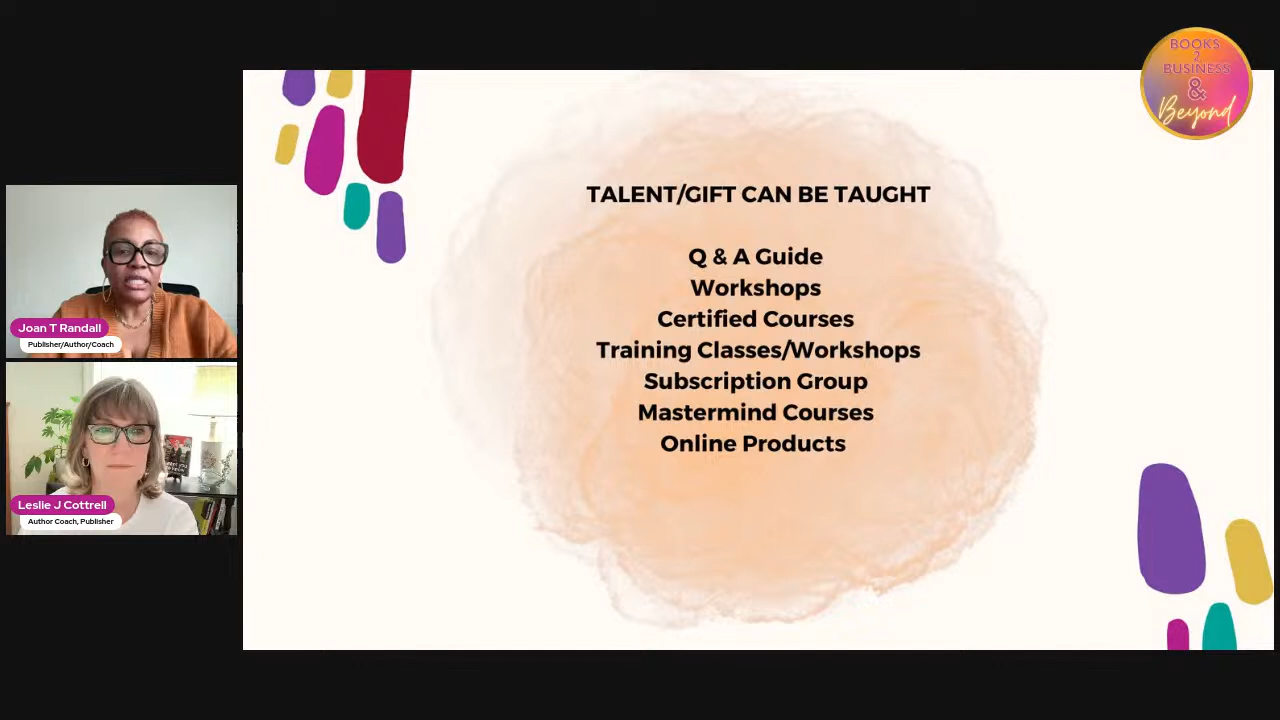 BOOKS
2
BUSINESS
&
Beyond
TALENT/GIFT CAN BE TAUGHT
Q & A Guide
Workshops
Certified Courses
Training Classes/Workshops
Subscription Group
Mastermind Courses
Online Products
Joan T Randall
Publisher/Author/Coach
Leslie J Cottrell
Author Coach, Publisher